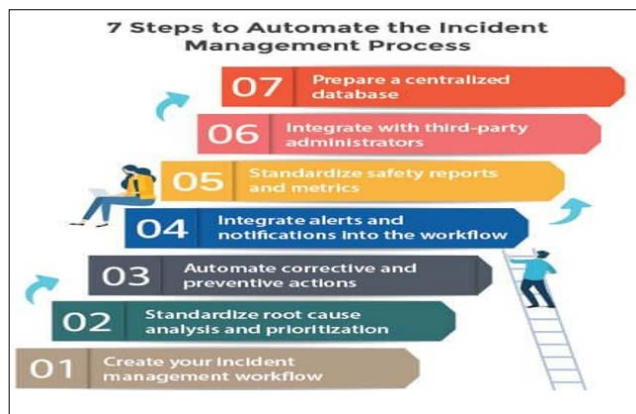 7 Steps to Automate the Incident
Management Process
07 Prepare a centralized
database
06 Integrate with third-party
administrators
05 Standardize safety reports
and metrics
04 Integrate alerts and
notifications into the workflow
03 Automate corrective and
preventive actions
02 Standardize root cause
analysis and prioritization
01 Create your incident
management workflow